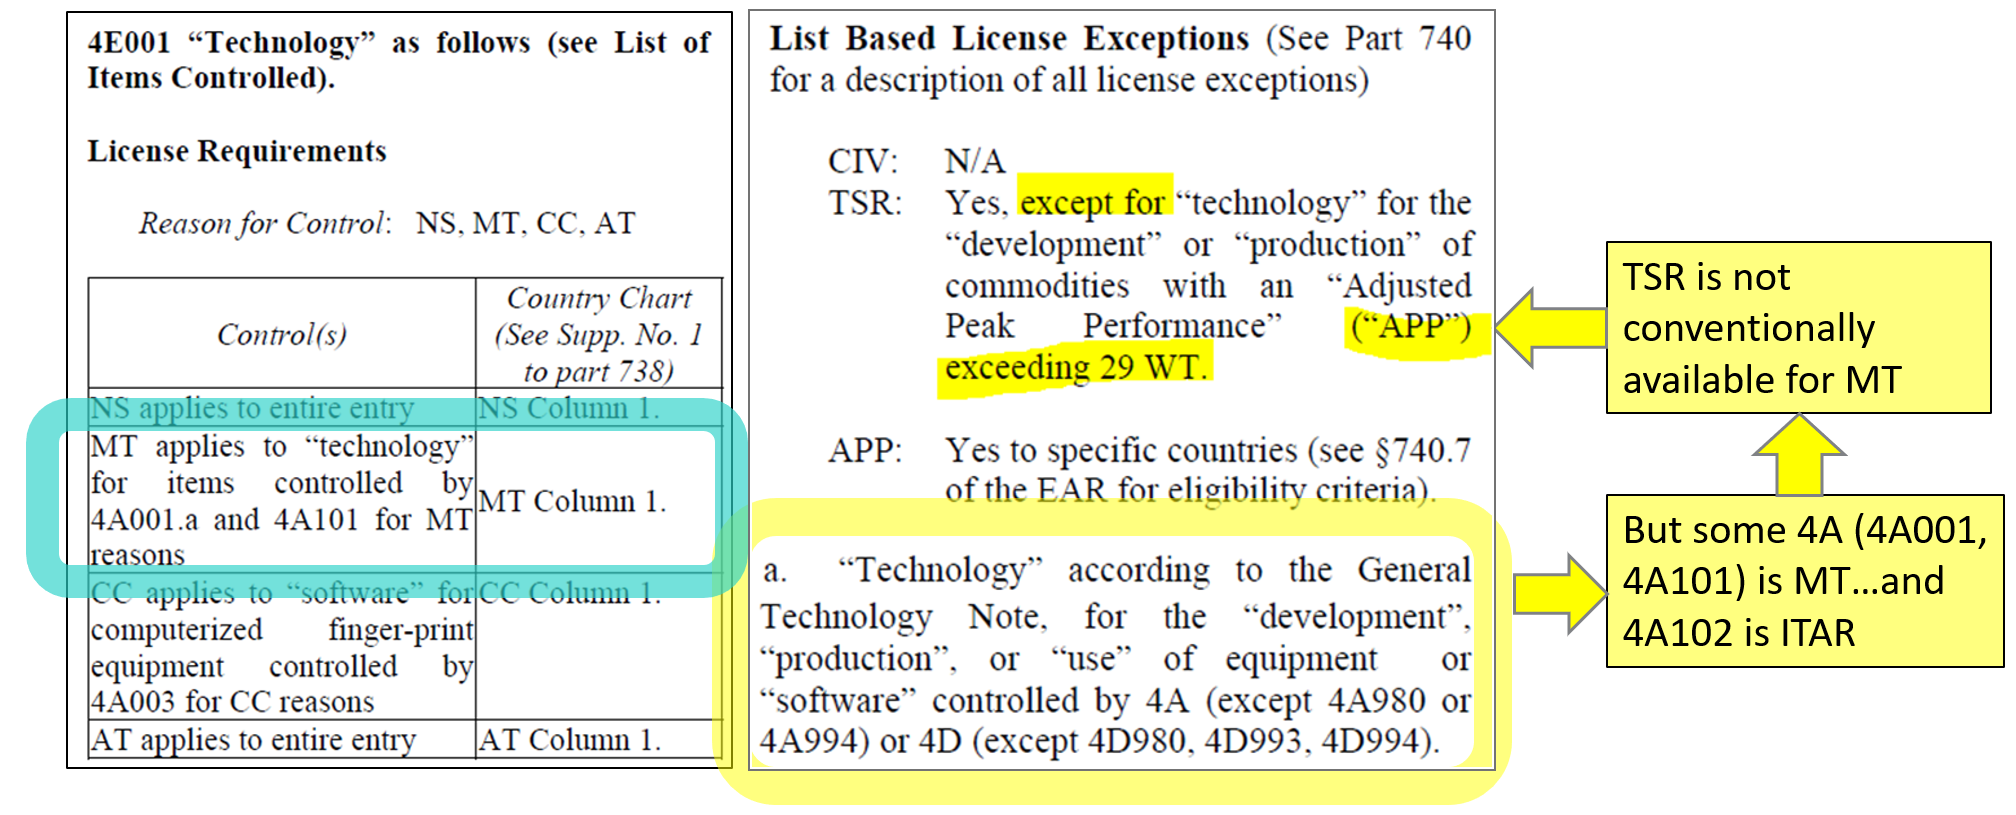 4E001 “Technology” as follows (see List of
Items Controlled).
License Requirements
Reason for Control: NS, MT, CC, AT
Control(s)
Country Chart
(See Supp. No. 1
to part 738)
NS applies to entire entry
NS Column 1.
MT applies to “technology”
for items controlled by
4A001.a and 4A101 for MT
reasons
MT Column 1.
CC applies to “software” for
computerized finger-print
equipment controlled by
4A003 for CC reasons
CC Column 1.
AT applies to entire entry
AT Column 1.
List Based License Exceptions (See Part 740
for a description of all license exceptions)
CIV: N/A
TSR: Yes, except for “technology” for the
“development” or “production” of
commodities with an “Adjusted
Peak Performance” (“APP”)
exceeding 29 WT.
APP: Yes to specific countries (see §740.7
of the EAR for eligibility criteria).
a. “Technology” according to the General
Technology Note, for the “development”,
“production”, or “use” of equipment or
“software” controlled by 4A (except 4A980 or
4A994) or 4D (except 4D980, 4D993, 4D994).
TSR is not
conventionally
available for MT
But some 4A (4A001,
4A101) is MT...and
4A102 is ITAR